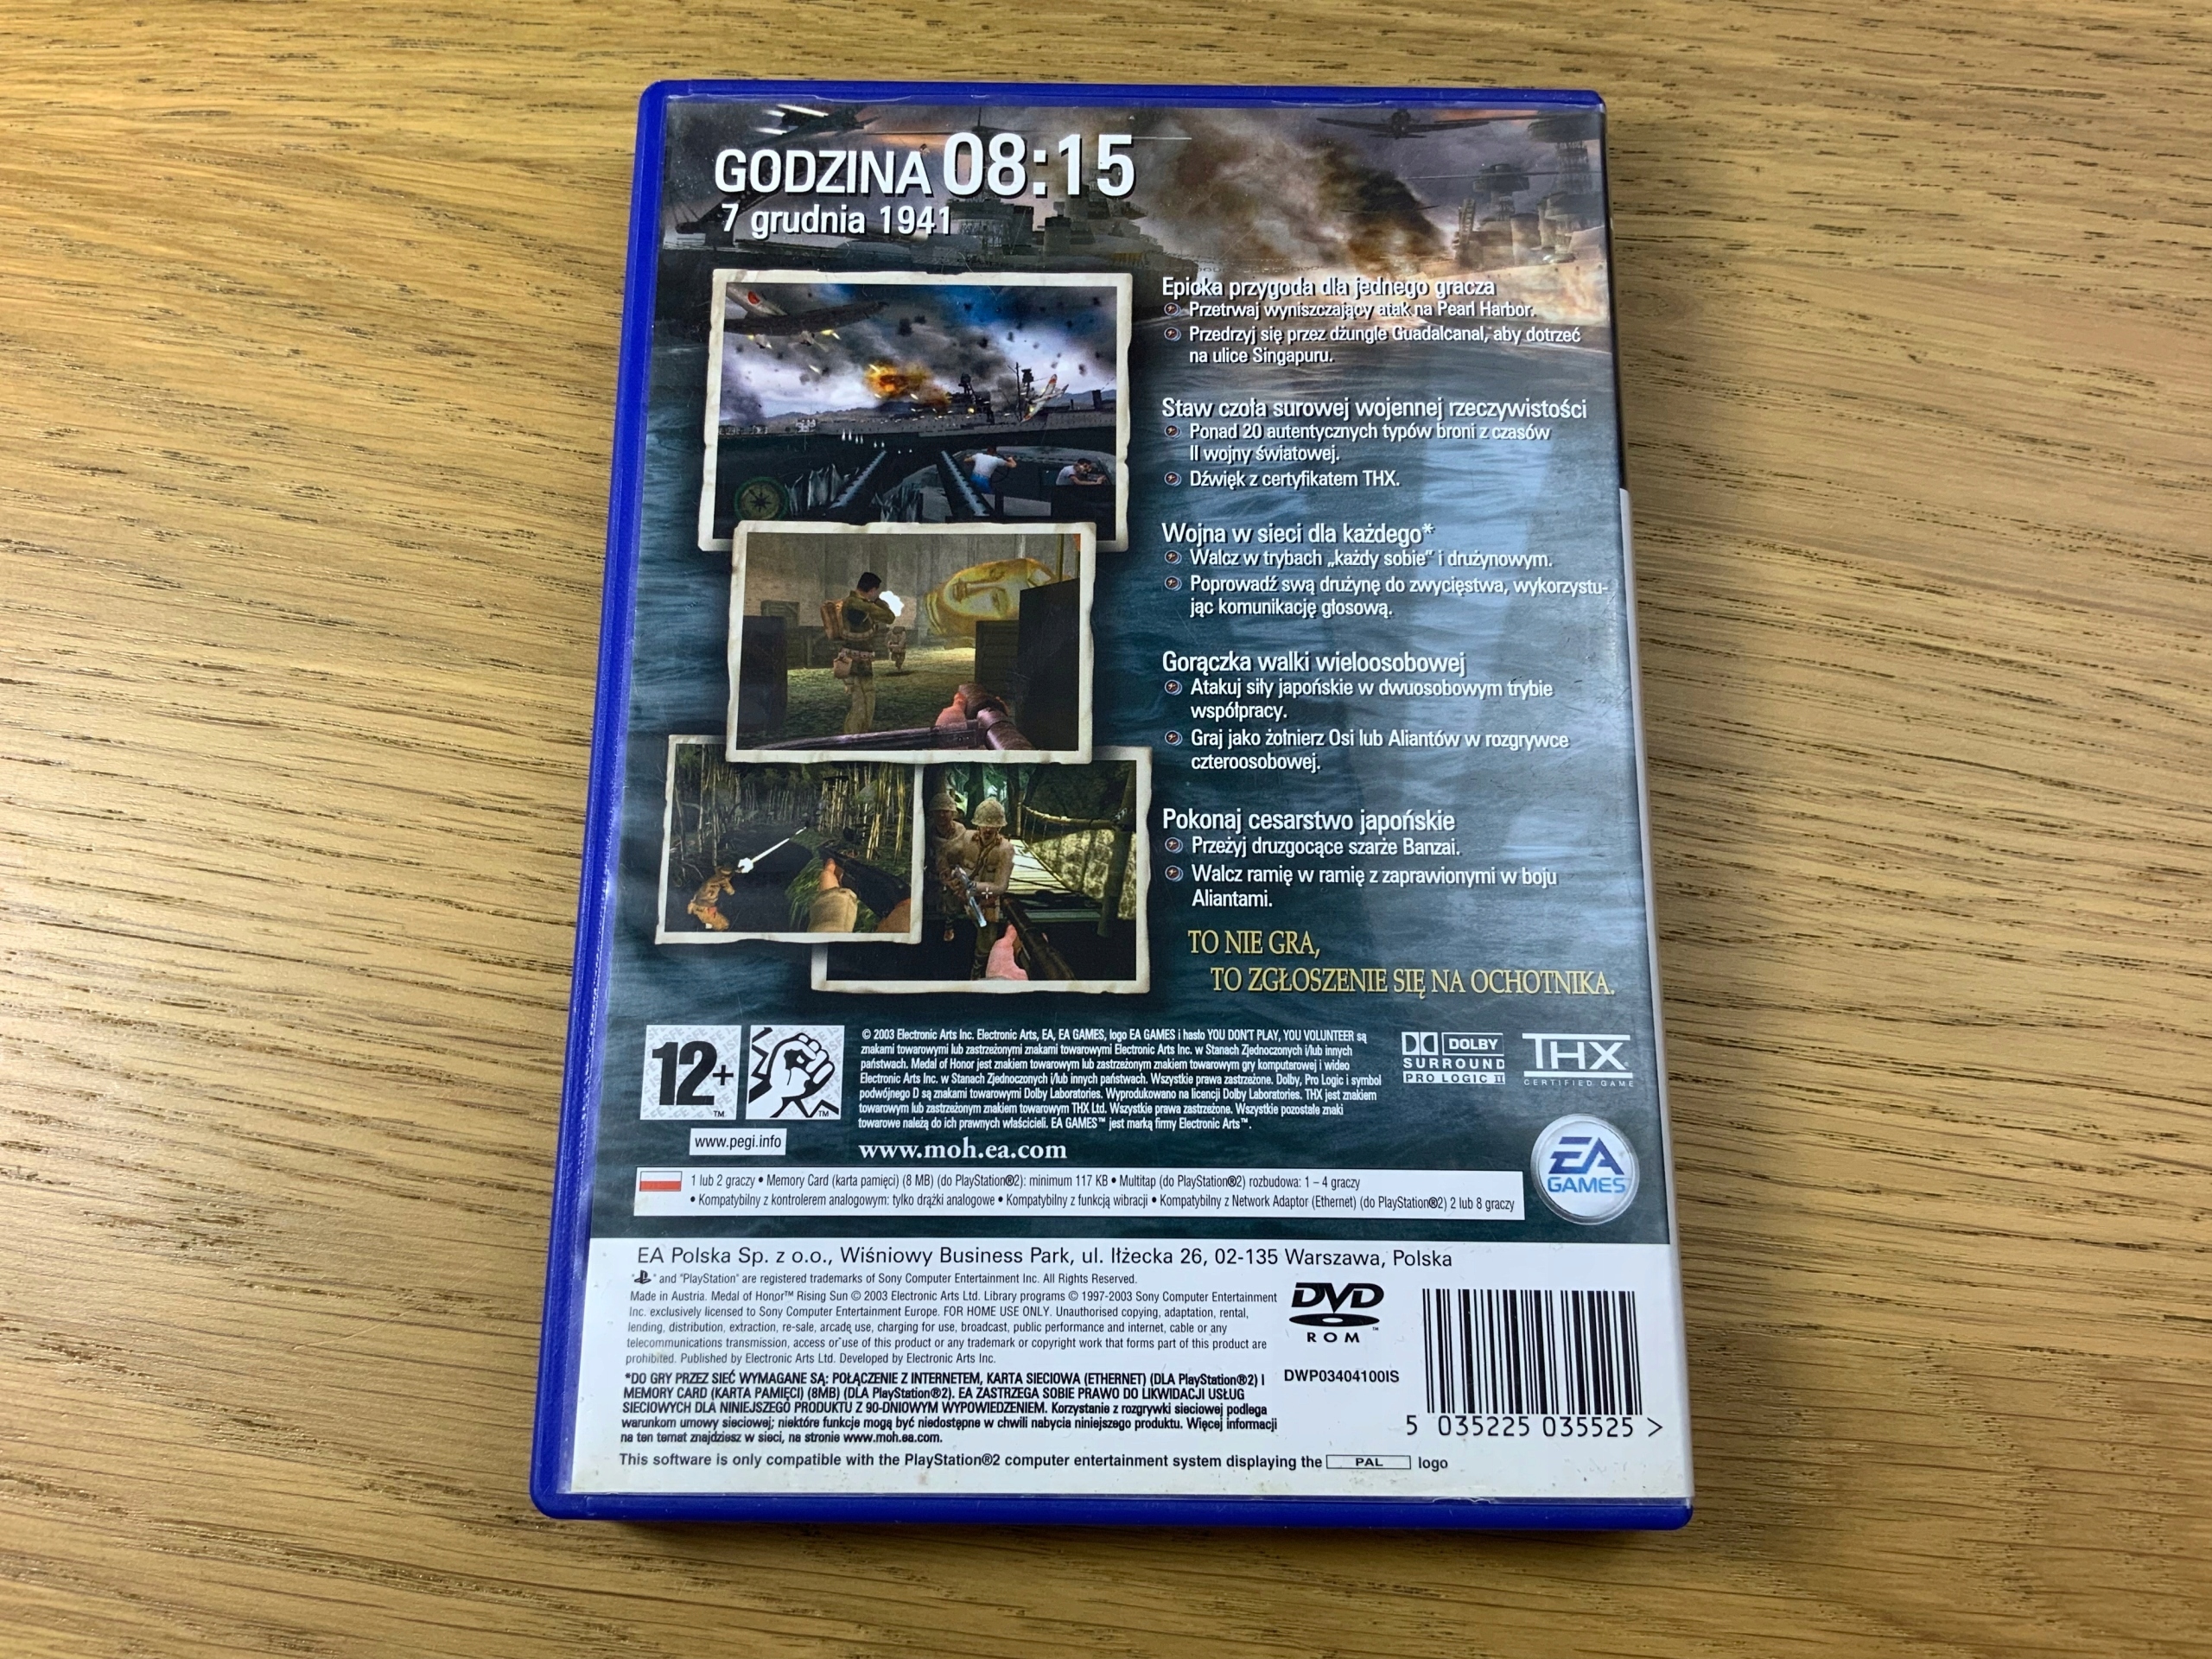 GODZINA 08:15
7 grudnia 1941
Epicka przygoda dla jednego gracza
Przetrwaj wyniszczający atak na Pearl Harbor.
Przedrzyj się przez dżungle Guadalcanal, aby dotrzeć
na ulice Singapuru.
Staw czoła surowej wojennej rzeczywistości
Ponad 20 autentycznych typów broni z czasów
II wojny światowej.
Dźwięk z certyfikatem THX.
Wojna w sieci dla każdego*
Walcz w trybach „każdy sobie” i drużynowym.
Poprowadź swą drużynę do zwycięstwa, wykorzystu-
jąc komunikację głosową.
Gorączka walki wieloosobowej
Atakuj siły japońskie w dwuosobowym trybie
współpracy.
Graj jako żołnierz Osi lub Aliantów w rozgrywce
czteroosobowej.
Pokonaj cesarstwo japońskie
Przeżyj druzgocące szarże Banzai.
Walcz ramię w ramię z zaprawionymi w boju
Aliantami.
TO NIE GRA,
TO ZGŁOSZENIE SIĘ NA OCHOTNIKA.
12+™
™
www.pegi.info
© 2003 Electronic Arts Inc. Electronic Arts, EA, EA GAMES, logo EA GAMES i hasło YOU DON'T PLAY, YOU VOLUNTEER są
znakami towarowymi lub zastrzeżonymi znakami towarowymi Electronic Arts Inc. w Stanach Zjednoczonych i/lub innych
państwach. Medal of Honor jest znakiem towarowym lub zastrzeżonym znakiem towarowym gry komputerowej i wideo
Electronic Arts Inc. w Stanach Zjednoczonych i/lub innych państwach. Wszystkie prawa zastrzeżone. Dolby, Pro Logic i symbol
podwójnego D są znakami towarowymi Dolby Laboratories. Wyprodukowano na licencji Dolby Laboratories. THX jest znakiem
towarowym lub zastrzeżonym znakiem towarowym THX Ltd. Wszystkie prawa zastrzeżone. Wszystkie pozostałe znaki
towarowe należą do ich prawnych właścicieli. EA GAMES™ jest marką firmy Electronic Arts™.
www.moh.ea.com
DOLBY
SURROUND
PRO LOGIC II
THX
CERTIFIED GAME
EA
GAMES™
1 lub 2 graczy • Memory Card (karta pamięci) (8 MB) (do PlayStation®2): minimum 117 KB • Multitap (do PlayStation®2) rozbudowa: 1 – 4 graczy
• Kompatybilny z kontrolerem analogowym: tylko drążki analogowe • Kompatybilny z funkcją wibracji • Kompatybilny z Network Adaptor (Ethernet) (do PlayStation®2) 2 lub 8 graczy
EA Polska Sp. z o.o., Wiśniowy Business Park, ul. Iłżecka 26, 02-135 Warszawa, Polska
" " and "PlayStation" are registered trademarks of Sony Computer Entertainment Inc. All Rights Reserved.
Made in Austria. Medal of Honor™ Rising Sun © 2003 Electronic Arts Ltd. Library programs © 1997-2003 Sony Computer Entertainment
Inc. exclusively licensed to Sony Computer Entertainment Europe. FOR HOME USE ONLY. Unauthorised copying, adaptation, rental,
lending, distribution, extraction, re-sale, arcade use, charging for use, broadcast, public performance and internet, cable or any
telecommunications transmission, access or use of this product or any trademark or copyright work that forms part of this product are
prohibited. Published by Electronic Arts Ltd. Developed by Electronic Arts Inc.
*DO GRY PRZEZ SIEĆ WYMAGANE SĄ: POŁĄCZENIE Z INTERNETEM, KARTA SIECIOWA (ETHERNET) (DLA PlayStation®2) I
MEMORY CARD (KARTA PAMIĘCI) (8MB) (DLA PlayStation®2). EA ZASTRZEGA SOBIE PRAWO DO LIKWIDACJI USŁUG
SIECIOWYCH DLA NINIEJSZEGO PRODUKTU Z 90-DNIOWYM WYPOWIEDZENIEM. Korzystanie z rozgrywki sieciowej podlega
warunkom umowy sieciowej; niektóre funkcje mogą być niedostępne w chwili nabycia niniejszego produktu. Więcej informacji
na ten temat znajdziesz w sieci, na stronie www.moh.ea.com.
DVD™
ROM
DWP03404100IS
5 035225 035525 >
This software is only compatible with the PlayStation®2 computer entertainment system displaying the PAL logo